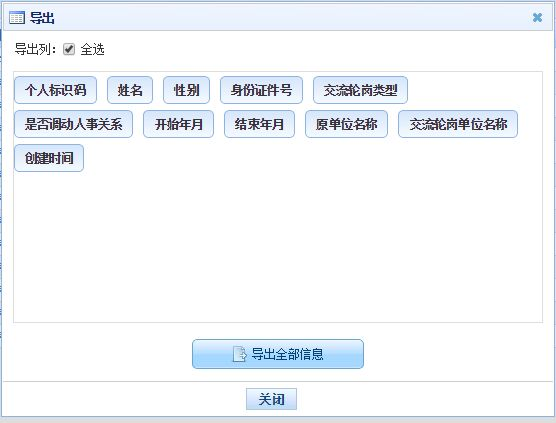 导出
导出列: 全选
个人标识码 姓名 性别 身份证件号 交流轮岗类型
是否调动人事关系 开始年月 结束年月 原单位名称 交流轮岗单位名称
创建时间
导出全部信息
关闭